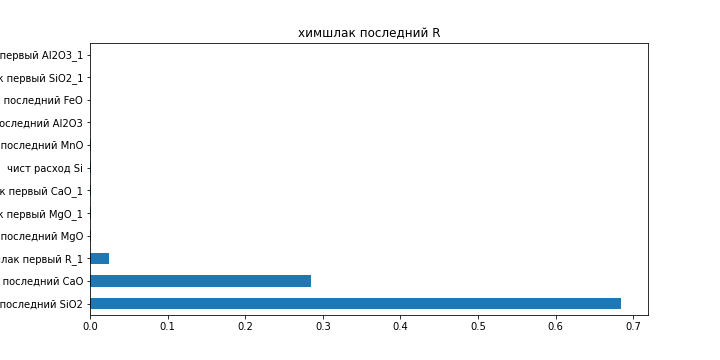 химшлак последний R
первый Al2O3_1
первый SiO2_1
последний FeO
Al2O3
последний MnO
чист расход Si
первый CaO_1
первый MgO_1
последний MgO
первый R_1
последний CaO
последний SiO2
0.0 0.1 0.2 0.3 0.4 0.5 0.6 0.7